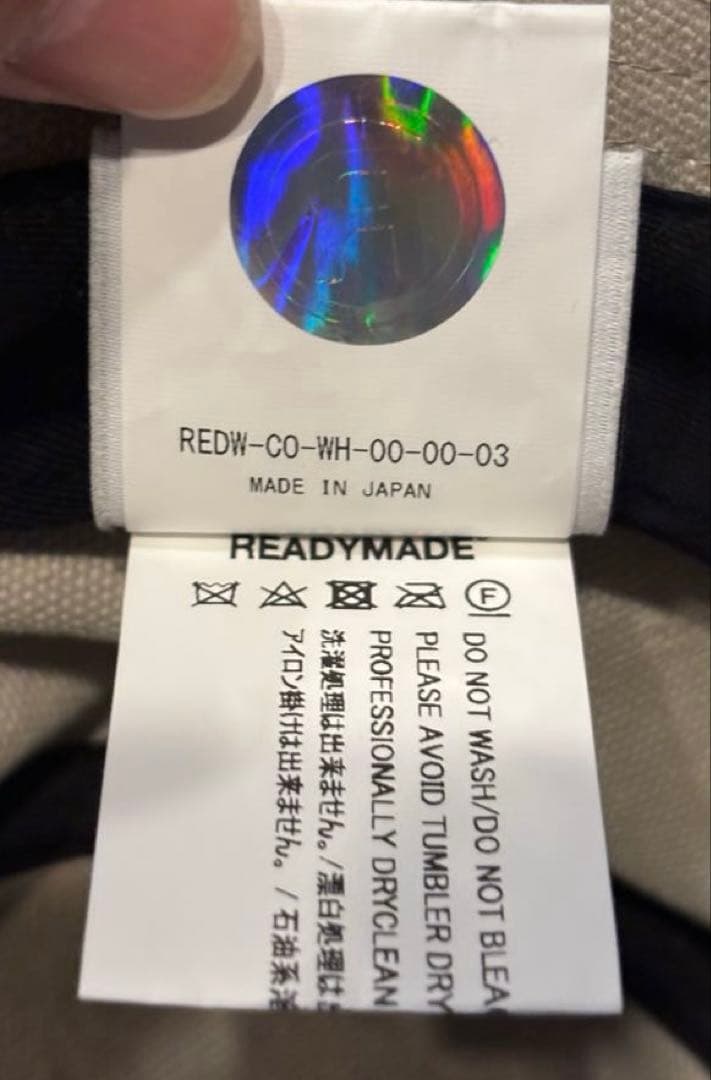 REDW-CO-WH-00-00-03
MADE IN JAPAN
READYMADE
F
DO NOT WASH/DO NOT
PLEASE AVOID TUMBLER DRY
PROFESSIONALLY DRYCLEAN
洗濯処理は出来ません。/漂白処理は
アイロン掛けは出来ません。/石油系